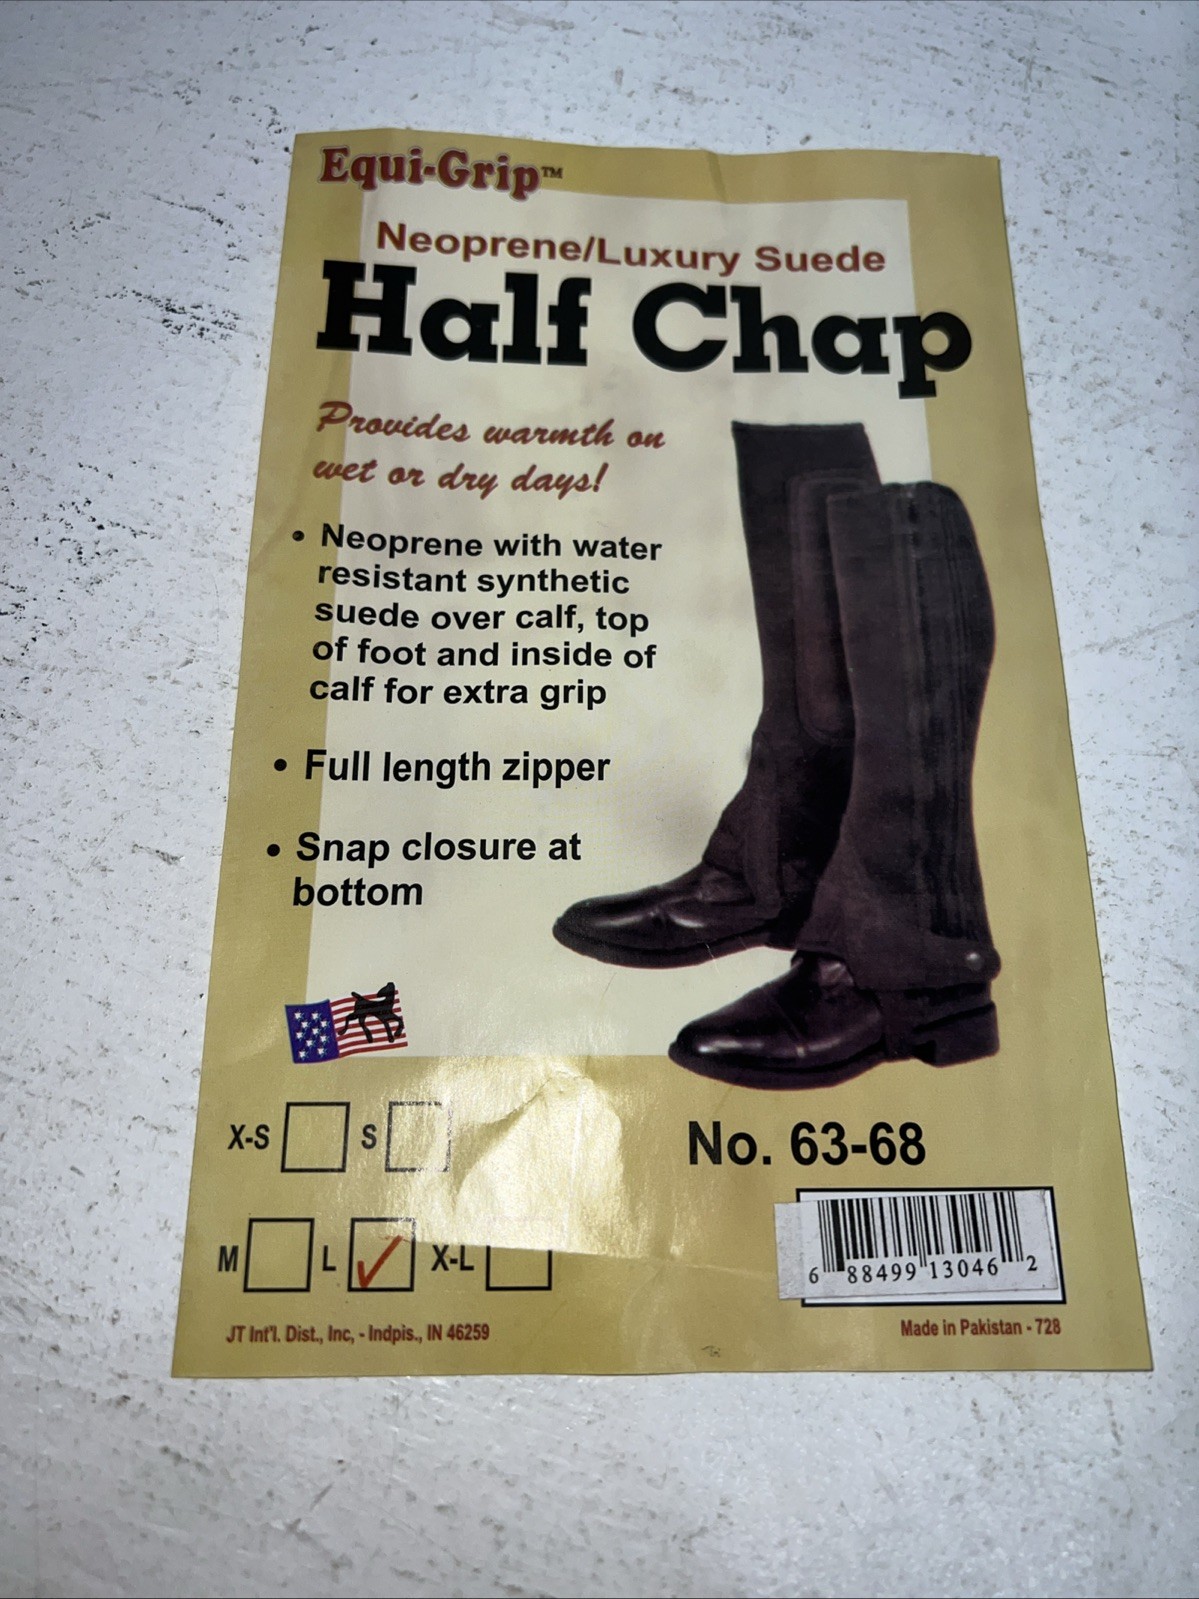 Equi-Grip™
Neoprene/Luxury Suede
Half Chap
Provides warmth on
wet or dry days!
• Neoprene with water
resistant synthetic
suede over calf, top
of foot and inside of
calf for extra grip
• Full length zipper
• Snap closure at
bottom
X-S S
No. 63-68
M L X-L
6 88499 13046 2
JT Int'l. Dist., Inc, - Indpis., IN 46259
Made in Pakistan - 728